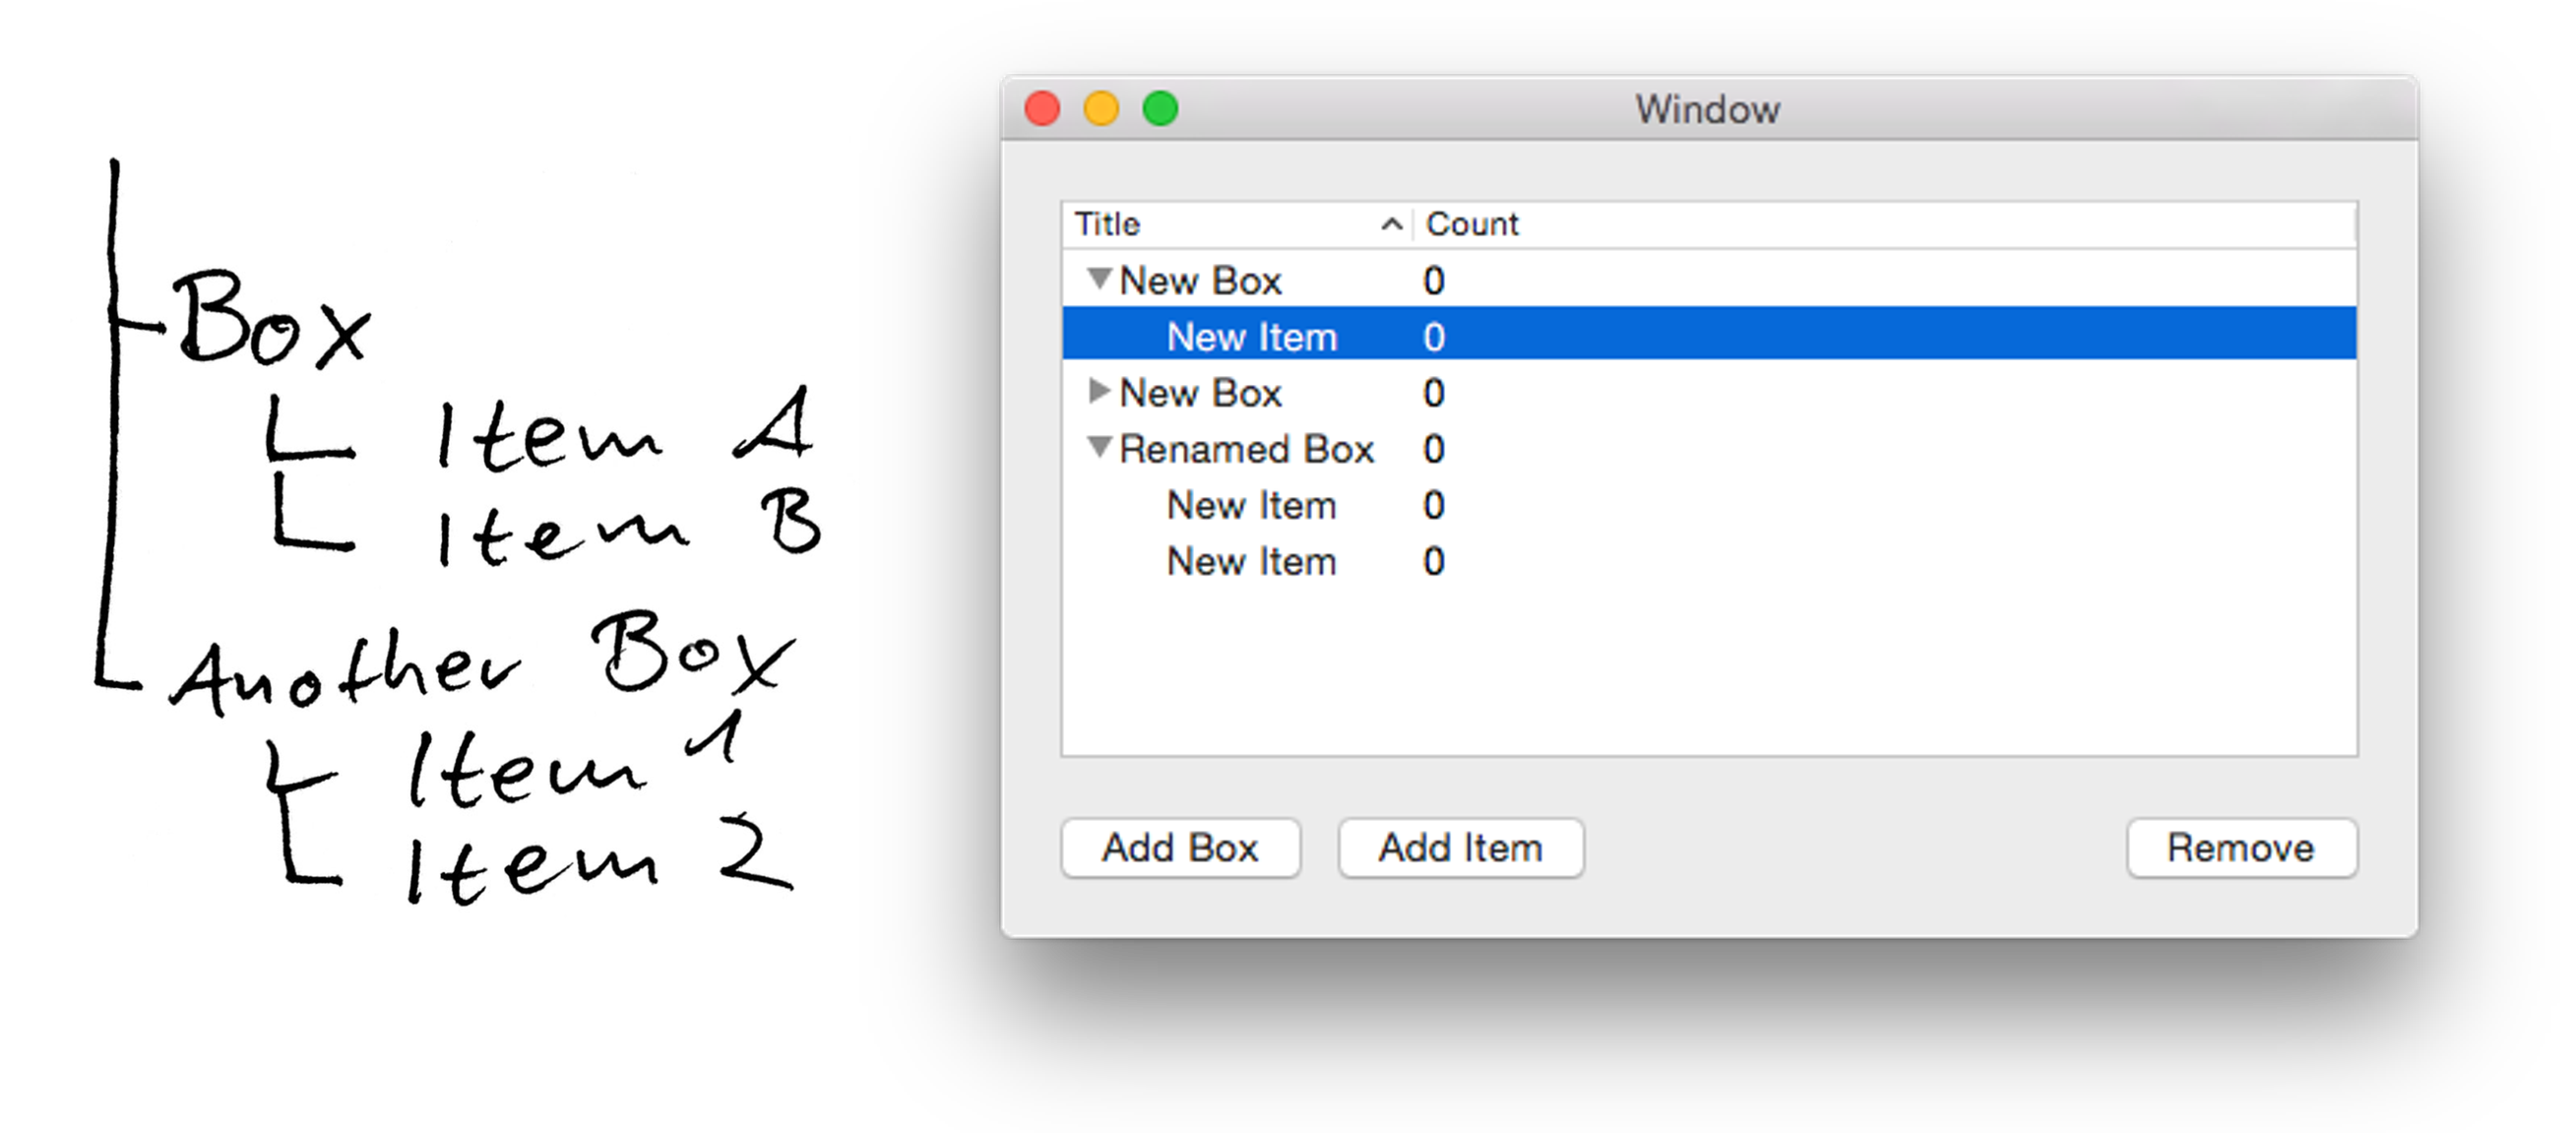 Box
Item A
Item B
Another Box
Item 1
Item 2
Window
Title Count
New Box 0
New Item 0
New Box 0
Renamed Box 0
New Item 0
New Item 0
Add Box Add Item Remove